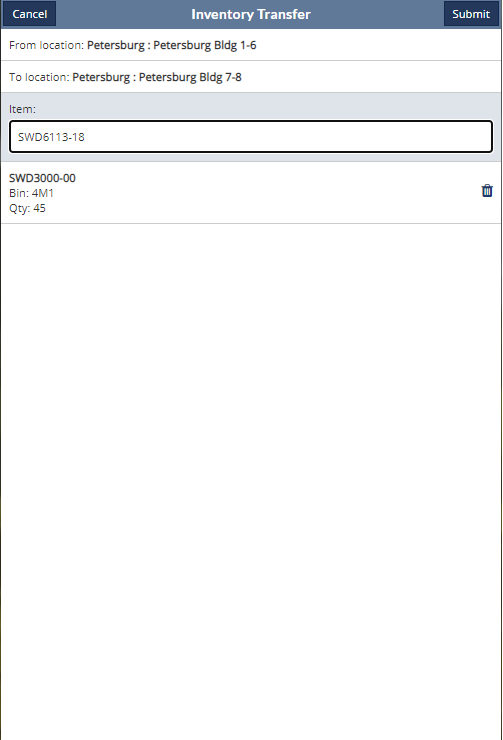 Cancel Inventory Transfer Submit
From location: Petersburg : Petersburg Bldg 1-6
To location: Petersburg : Petersburg Bldg 7-8
Item:
SWD6113-18
SWD3000-00
Bin: 4M1
Qty: 45